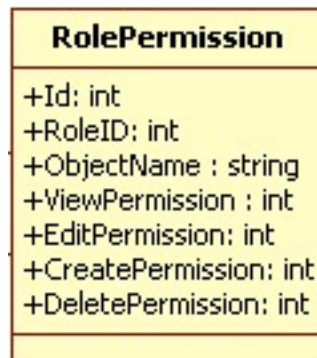 RolePermission
+Id: int
+RoleID: int
+ObjectName : string
+ViewPermission : int
+EditPermission: int
+CreatePermission: int
+DeletePermission: int